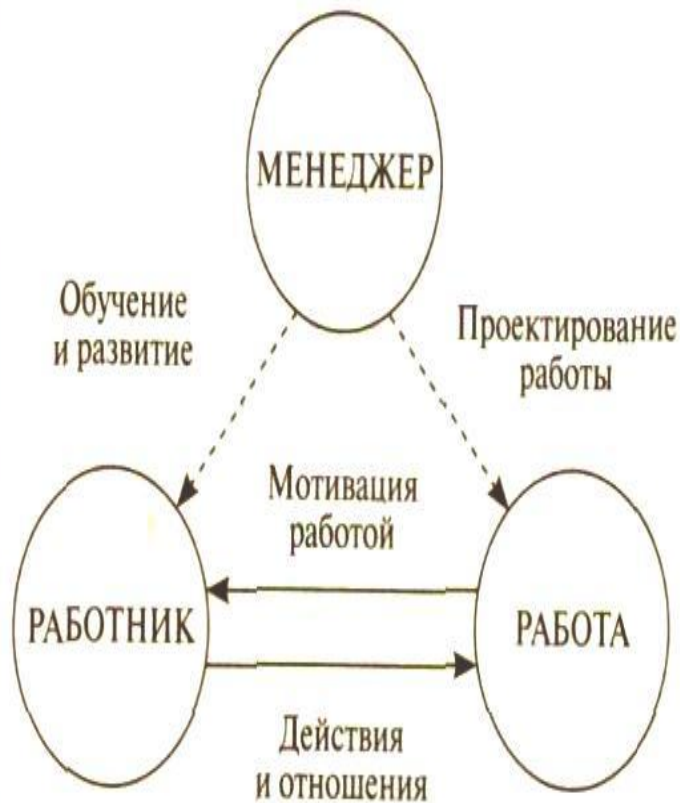 МЕНЕДЖЕР
Обучение
и развитие
Проектирование
работы
Мотивация
работой
РАБОТНИК
РАБОТА
Действия
и отношения